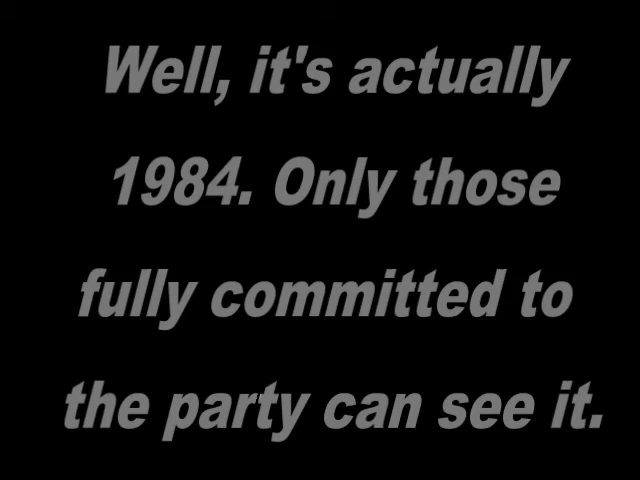 Well, it's actually
1984. Only those
fully committed to
the party can see it.